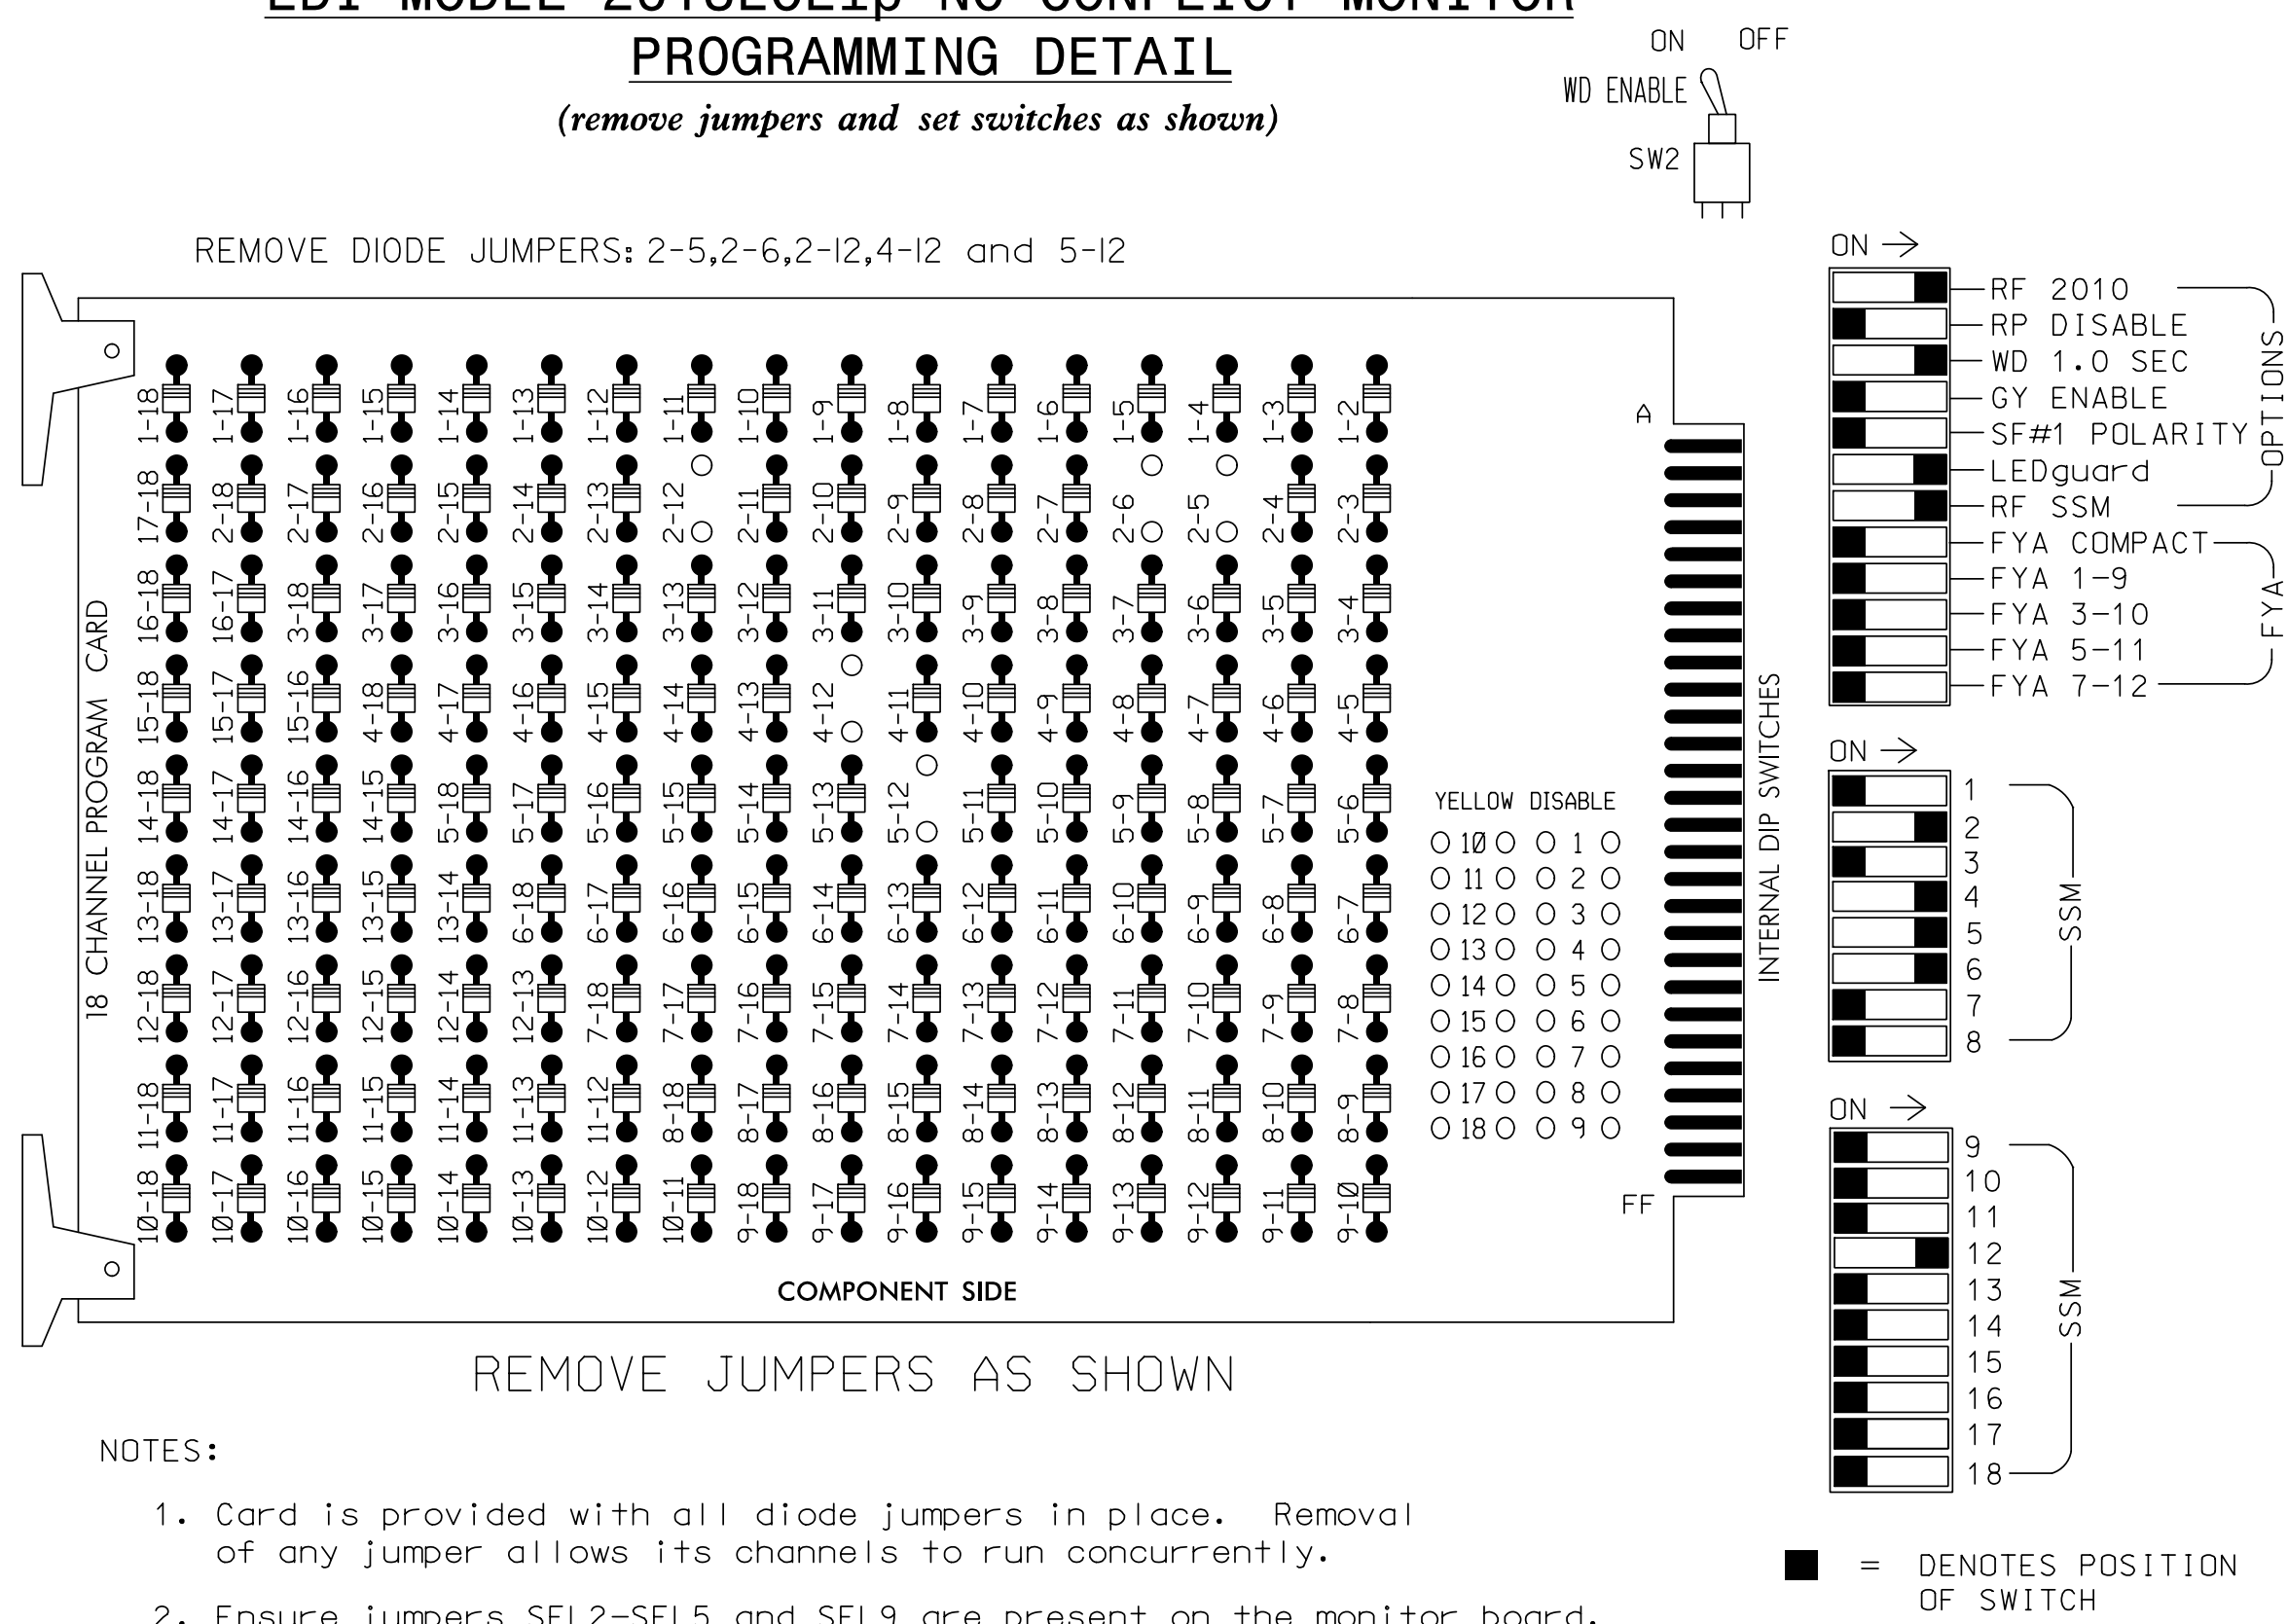 PROGRAMMING DETAIL
(remove jumpers and set switches as shown)
ON OFF
WD ENABLE
SW2
REMOVE DIODE JUMPERS: 2-5,2-6,2-12,4-12 and 5-12
18 CHANNEL PROGRAM CARD
1-18 1-17 1-16 1-15 1-14 1-13 1-12 1-11 1-10 1-9 1-8 1-7 1-6 1-5 1-4 1-3 1-2
17-18 2-18 2-17 2-16 2-15 2-14 2-13 2-12 2-11 2-10 2-9 2-8 2-7 2-6 2-5 2-4 2-3
16-18 16-17 3-18 3-17 3-16 3-15 3-14 3-13 3-12 3-11 3-10 3-9 3-8 3-7 3-6 3-5 3-4
15-18 15-17 15-16 4-18 4-17 4-16 4-15 4-14 4-13 4-12 4-11 4-10 4-9 4-8 4-7 4-6 4-5
14-18 14-17 14-16 14-15 5-18 5-17 5-16 5-15 5-14 5-13 5-12 5-11 5-10 5-9 5-8 5-7 5-6
13-18 13-17 13-16 13-15 13-14 6-18 6-17 6-16 6-15 6-14 6-13 6-12 6-11 6-10 6-9 6-8 6-7
12-18 12-17 12-16 12-15 12-14 12-13 7-18 7-17 7-16 7-15 7-14 7-13 7-12 7-11 7-10 7-9 7-8
11-18 11-17 11-16 11-15 11-14 11-13 11-12 8-18 8-17 8-16 8-15 8-14 8-13 8-12 8-11 8-10 8-9
10-18 10-17 10-16 10-15 10-14 10-13 10-12 10-11 9-18 9-17 9-16 9-15 9-14 9-13 9-12 9-11 9-10
A
YELLOW DISABLE
10 1
11 2
12 3
13 4
14 5
15 6
16 7
17 8
18 9
FF
COMPONENT SIDE
INTERNAL DIP SWITCHES
ON
RF 2010
RP DISABLE
WD 1.0 SEC
GY ENABLE
SF#1 POLARITY
LEDguard
RF SSM
OPTIONS
FYA COMPACT
FYA 1-9
FYA 3-10
FYA 5-11
FYA 7-12
FYA
ON
1
2
3
4
5
6
7
8
SSM
ON
9
10
11
12
13
14
15
16
17
18
SSM
REMOVE JUMPERS AS SHOWN
NOTES:
1. Card is provided with all diode jumpers in place. Removal
of any jumper allows its channels to run concurrently.
2. Ensure jumpers SEL2-SEL5 and SEL9 are present on the monitor board.
= DENOTES POSITION
OF SWITCH